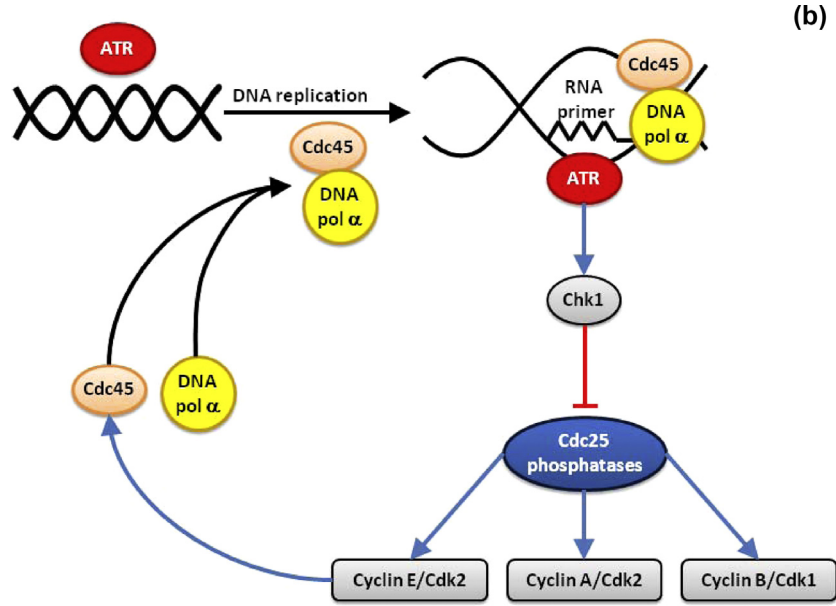 (b)
ATR
DNA replication
Cdc45
DNA
pol α
RNA
primer
Cdc45
DNA
pol α
ATR
Chk1
Cdc45
DNA
pol α
Cdc25
phosphatases
Cyclin E/Cdk2
Cyclin A/Cdk2
Cyclin B/Cdk1